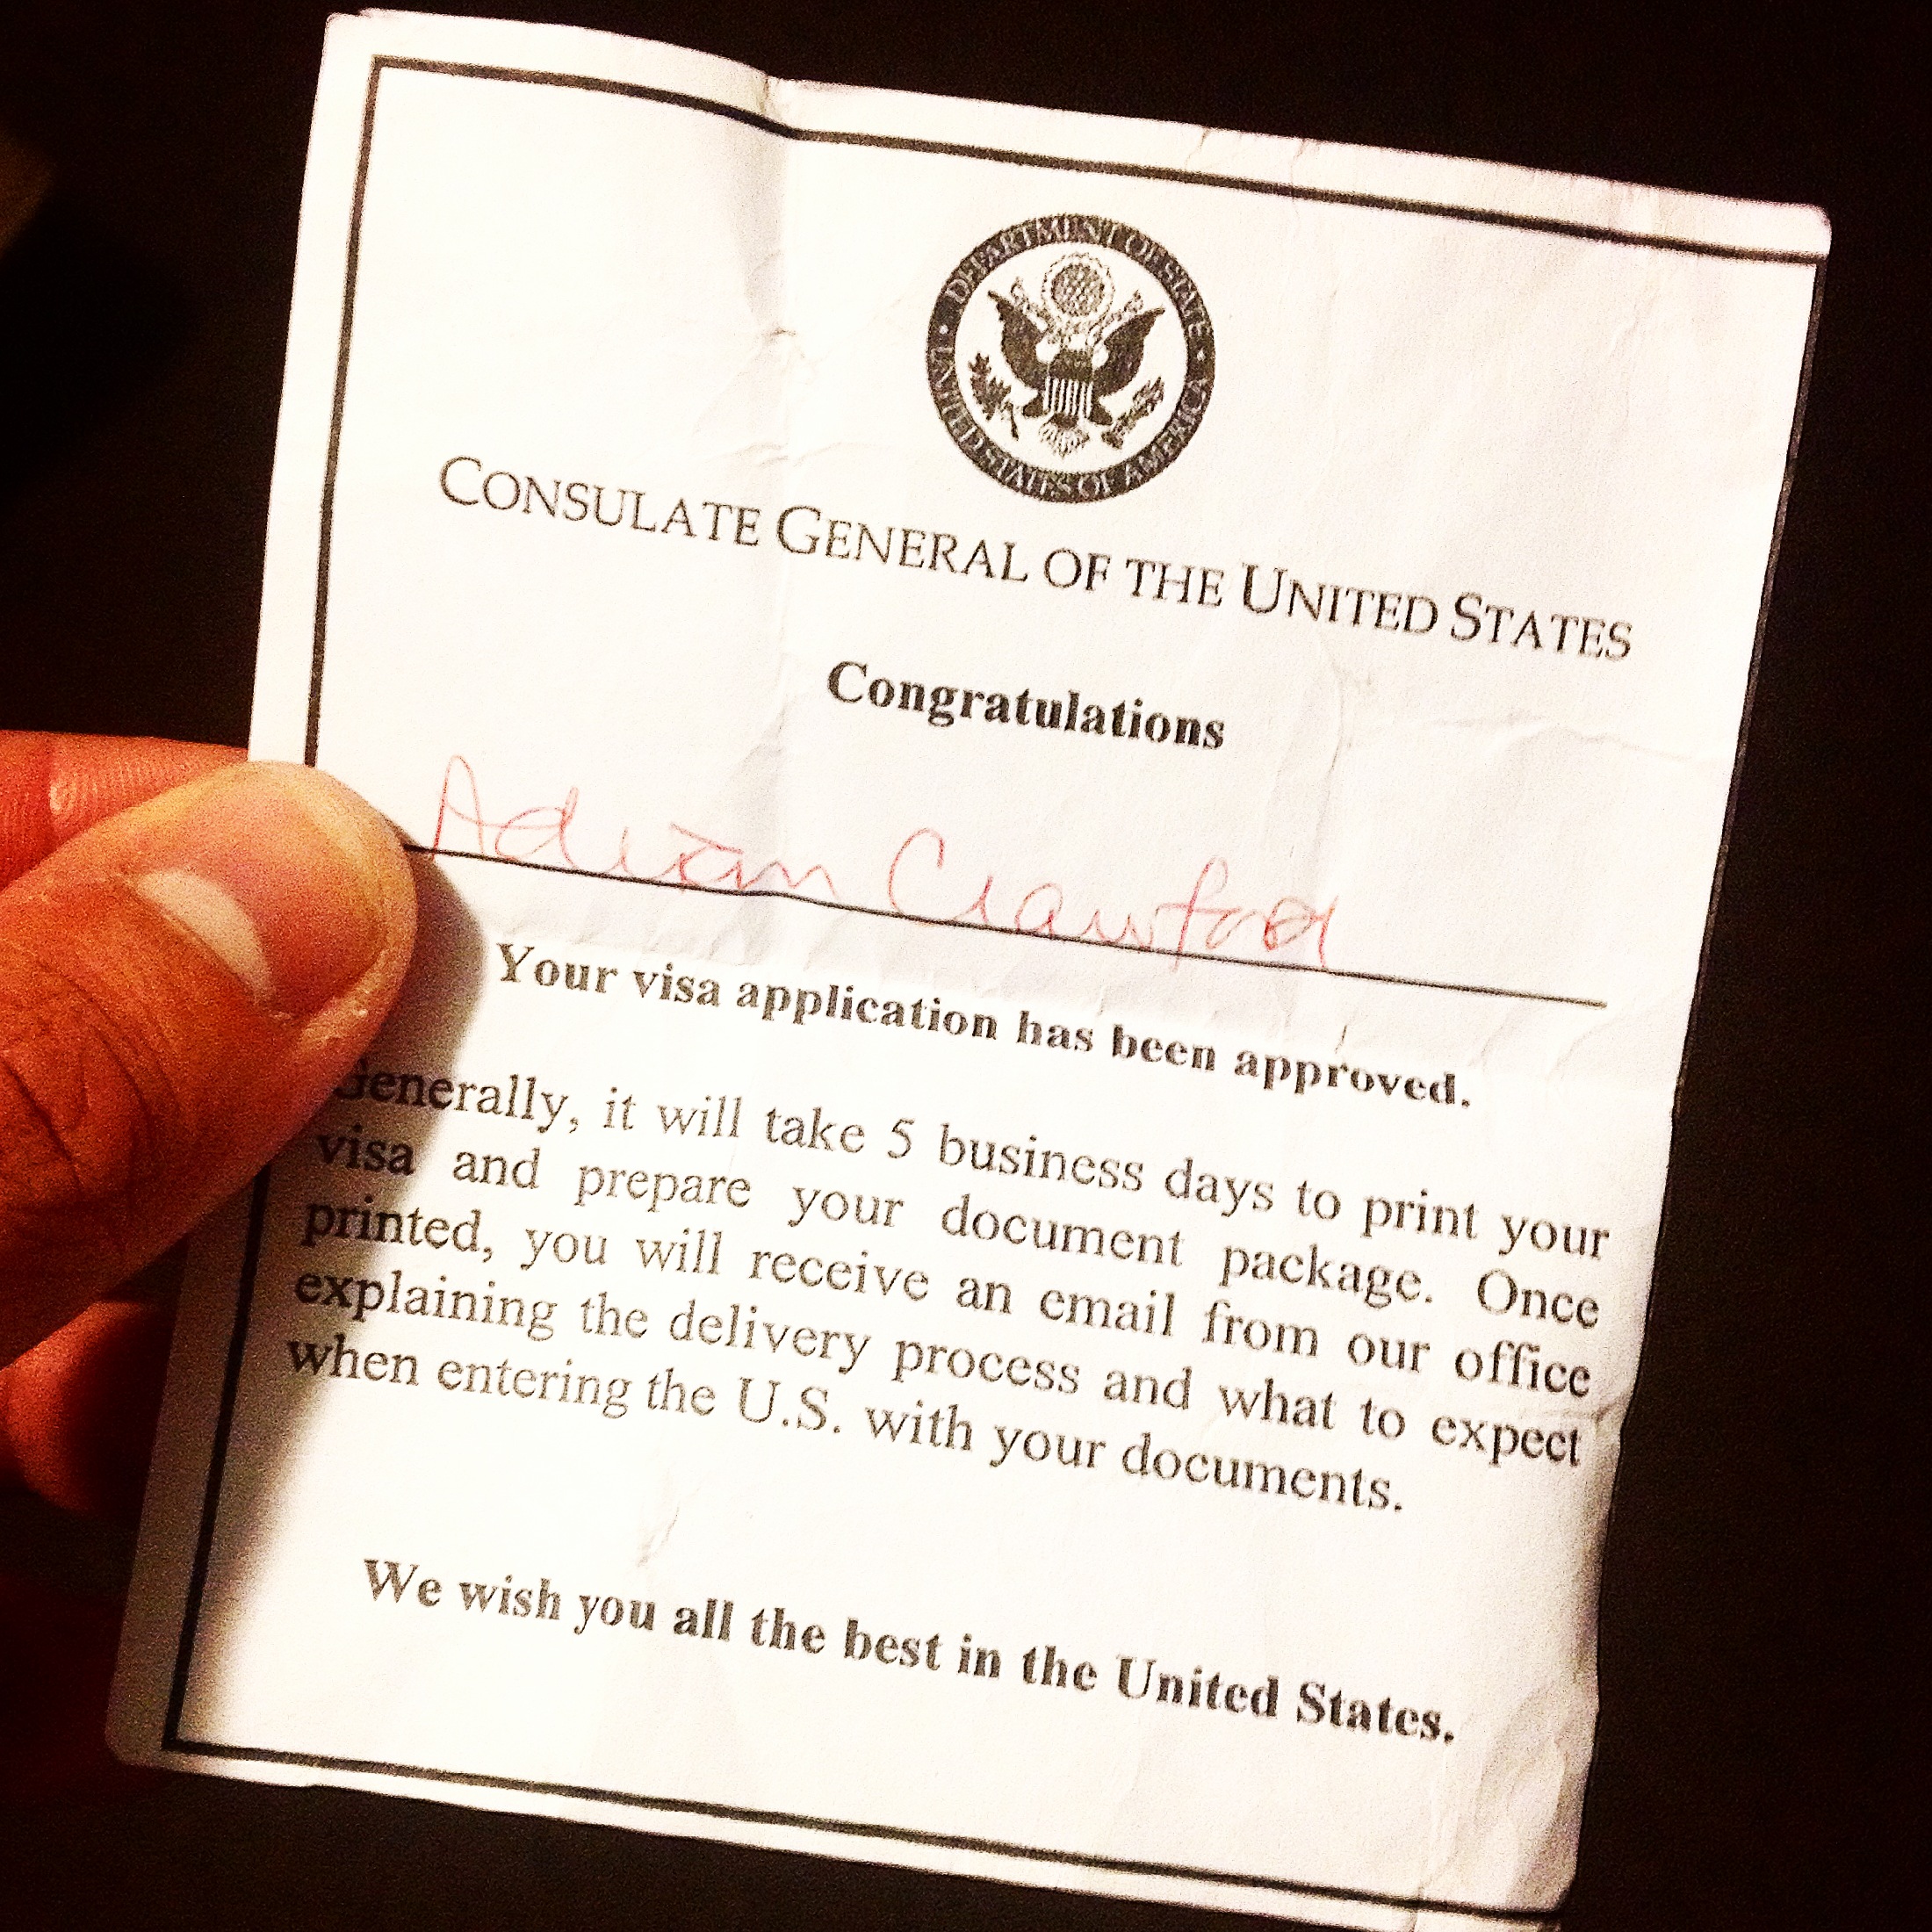 DEPARTMENT OF STATE
UNITED STATES OF AMERICA
CONSULATE GENERAL OF THE UNITED STATES
Congratulations
Adrian Crawford
Your visa application has been approved.
Generally, it will take 5 business days to print your
visa and prepare your document package. Once
printed, you will receive an email from our office
explaining the delivery process and what to expect
when entering the U.S. with your documents.
We wish you all the best in the United States.